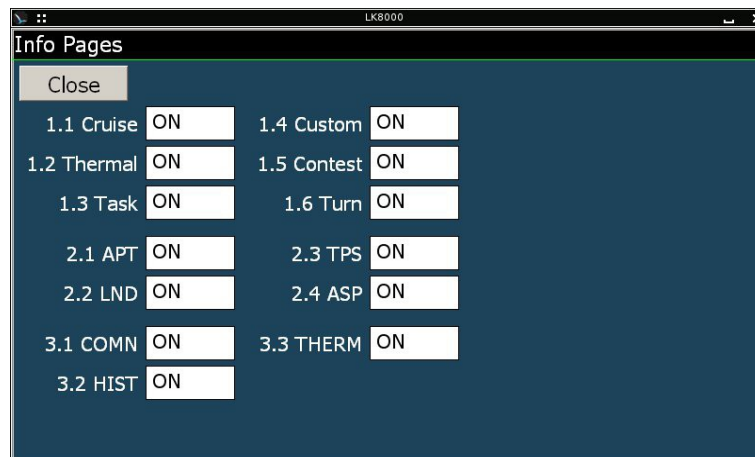 LK8000
Info Pages
Close
1.1 Cruise ON 1.4 Custom ON
1.2 Thermal ON 1.5 Contest ON
1.3 Task ON 1.6 Turn ON
2.1 APT ON 2.3 TPS ON
2.2 LND ON 2.4 ASP ON
3.1 COMN ON 3.3 THERM ON
3.2 HIST ON